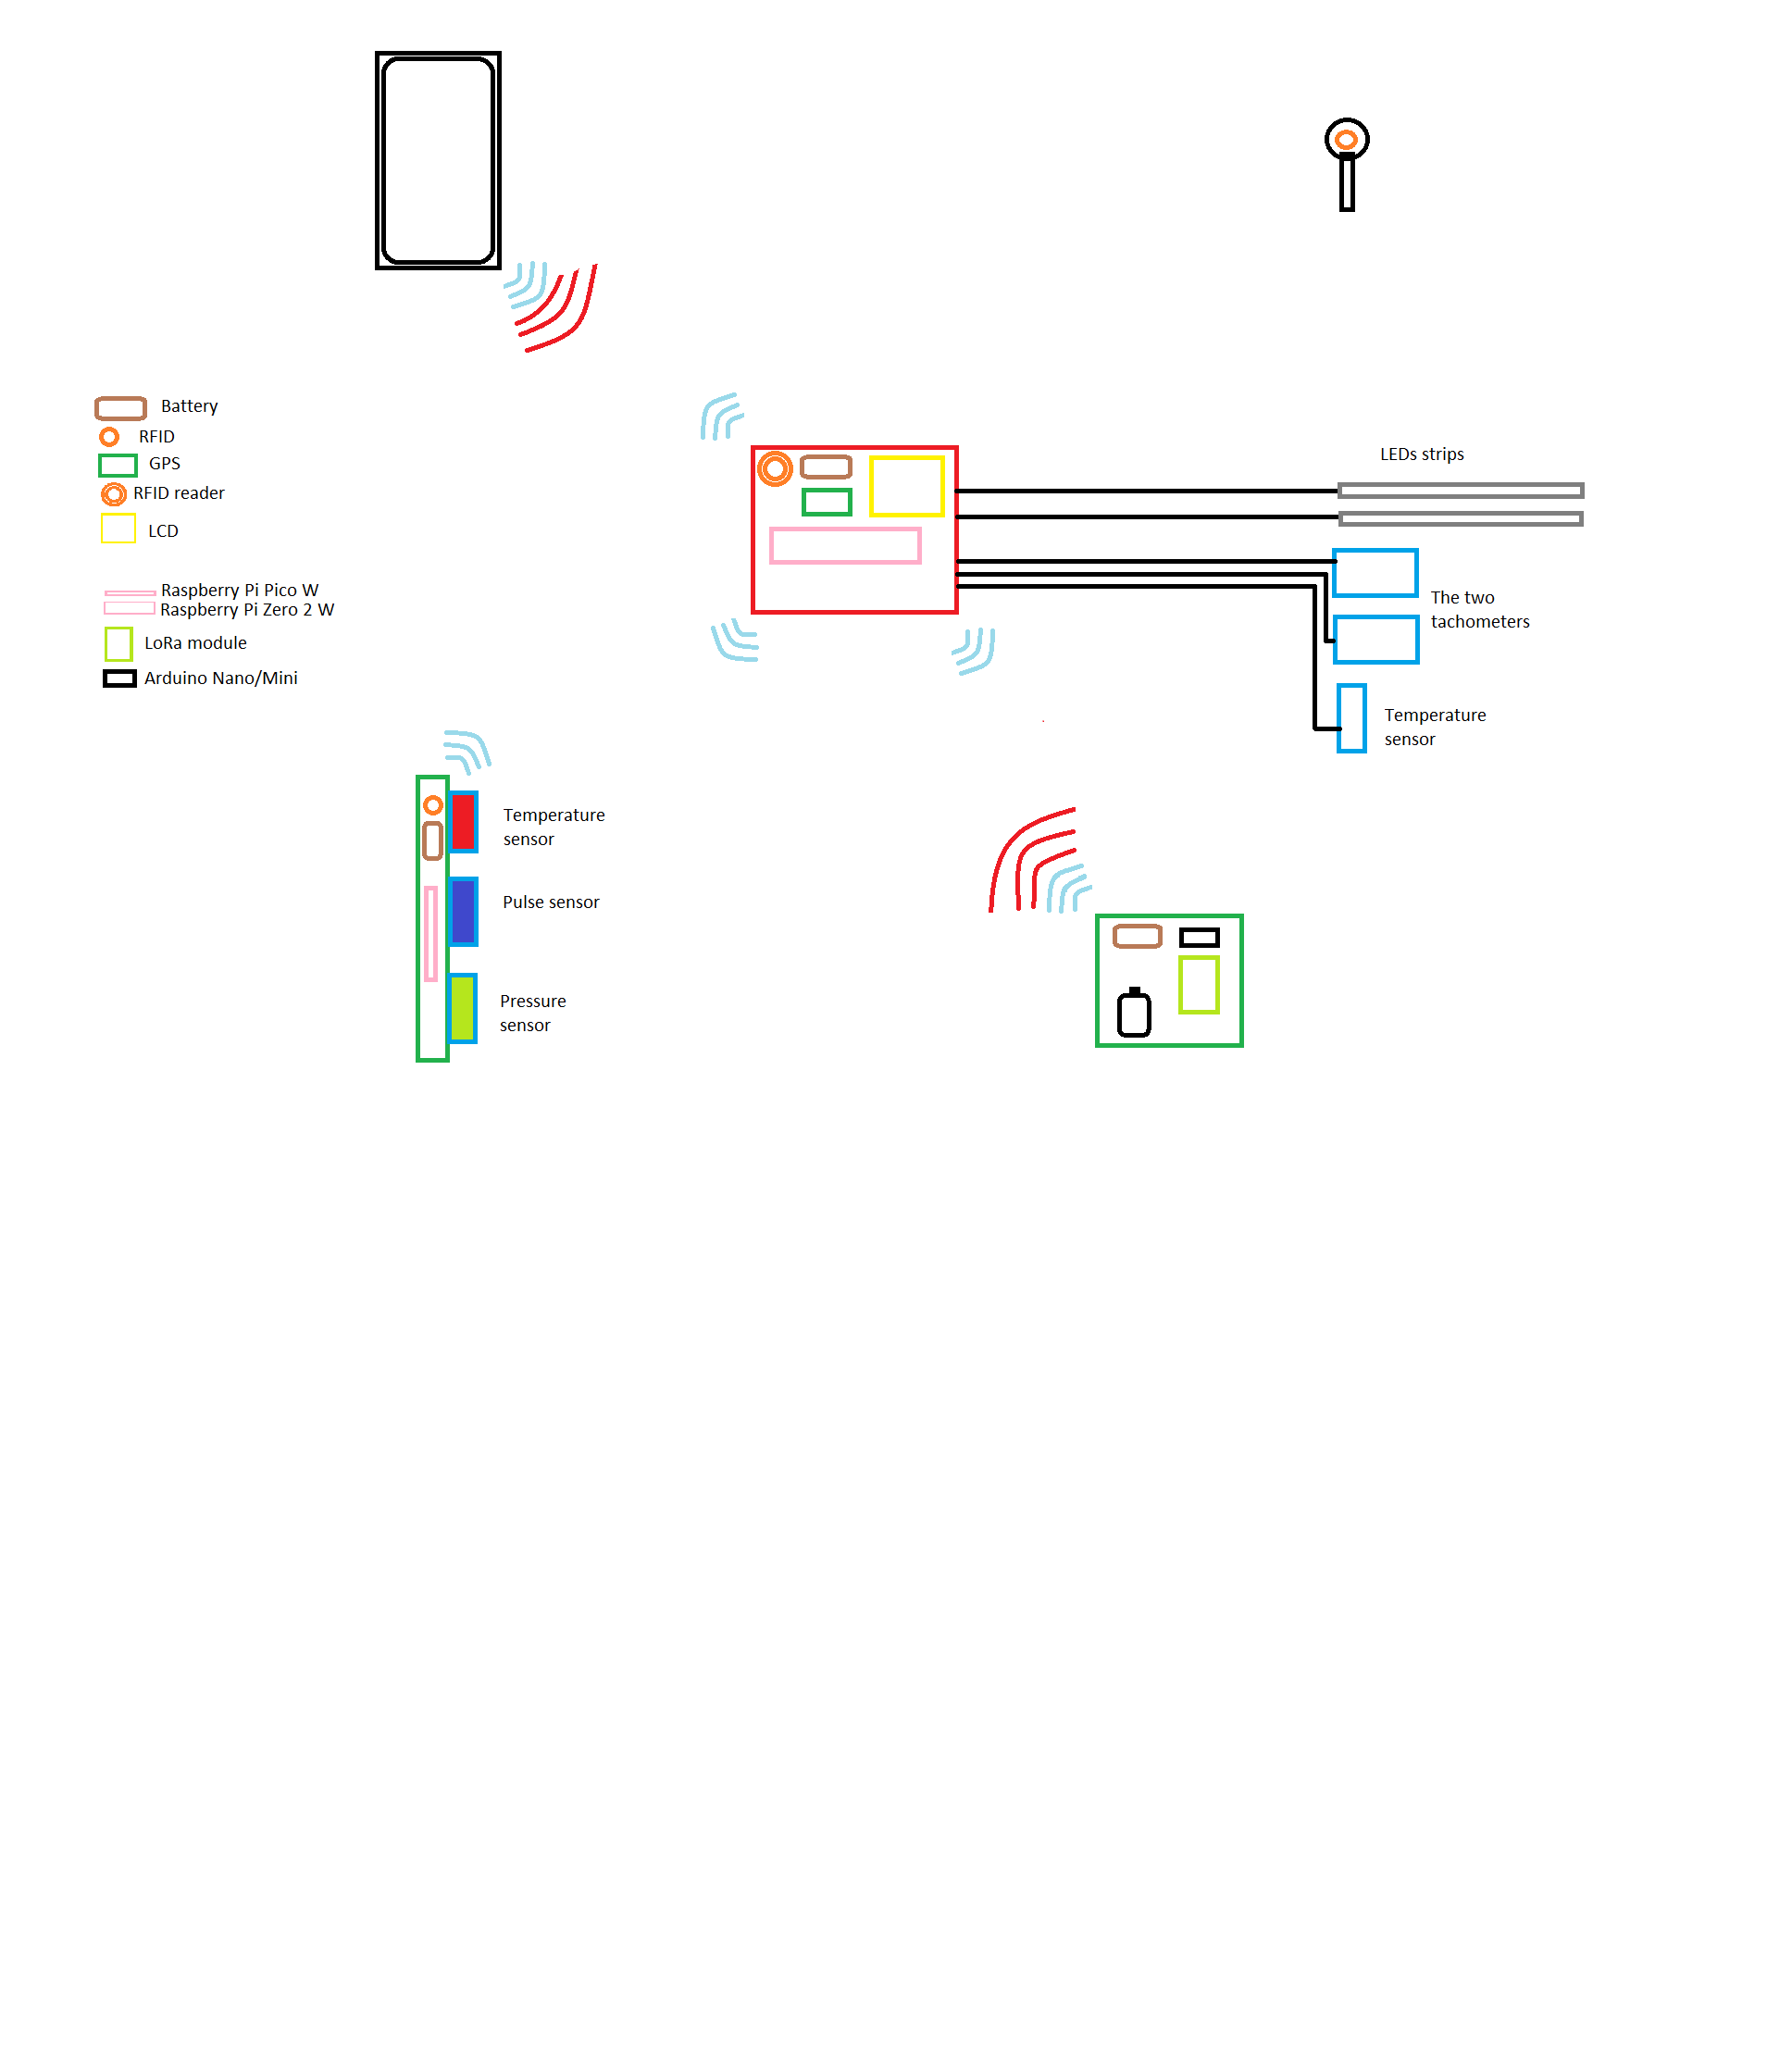 Battery
RFID
GPS
RFID reader
LCD
Raspberry Pi Pico W
Raspberry Pi Zero 2 W
LoRa module
Arduino Nano/Mini
LEDs strips
The two
tachometers
Temperature
sensor
Temperature
sensor
Pulse sensor
Pressure
sensor